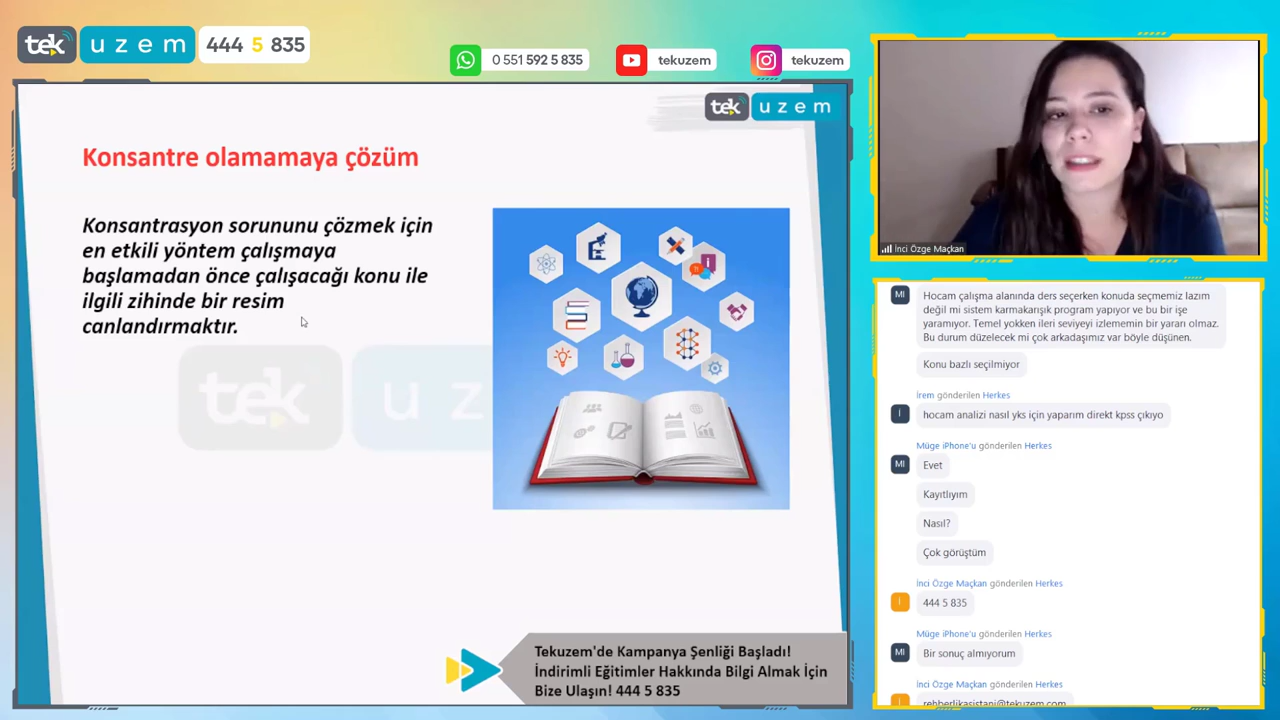 tek uzem 444 5 835
0 551 592 5 835
tekuzem
tekuzem
tek uzem
Konsantre olamamaya çözüm
Konsantrasyon sorununu çözmek için
en etkili yöntem çalışmaya
başlamadan önce çalışacağı konu ile
ilgili zihinde bir resim
canlandırmaktır.
tek uz
Tekuzem'de Kampanya Şenliği Başladı!
İndirimli Eğitimler Hakkında Bilgi Almak İçin
Bize Ulaşın! 444 5 835
İnci Özge Maçkan
MI
Hocam çalışma alanında ders seçerken konuda seçmemiz lazım
değil mi sistem karmakarışık program yapıyor ve bu bir işe
yaramıyor. Temel yokken ileri seviyeyi izlememin bir yararı olmaz.
Bu durum düzelecek mi çok arkadaşımız var böyle düşünen.
Konu bazlı seçilmiyor
İrem gönderilen Herkes
İ
hocam analizi nasıl yks için yaparım direkt kpss çıkıyo
Müge iPhone'u gönderilen Herkes
MI
Evet
Kayıtlıyım
Nasıl?
Çok görüştüm
İnci Özge Maçkan gönderilen Herkes
İ
444 5 835
Müge iPhone'u gönderilen Herkes
MI
Bir sonuç almıyorum
İnci Özge Maçkan gönderilen Herkes
rehberlikasistani@tekuzem.com